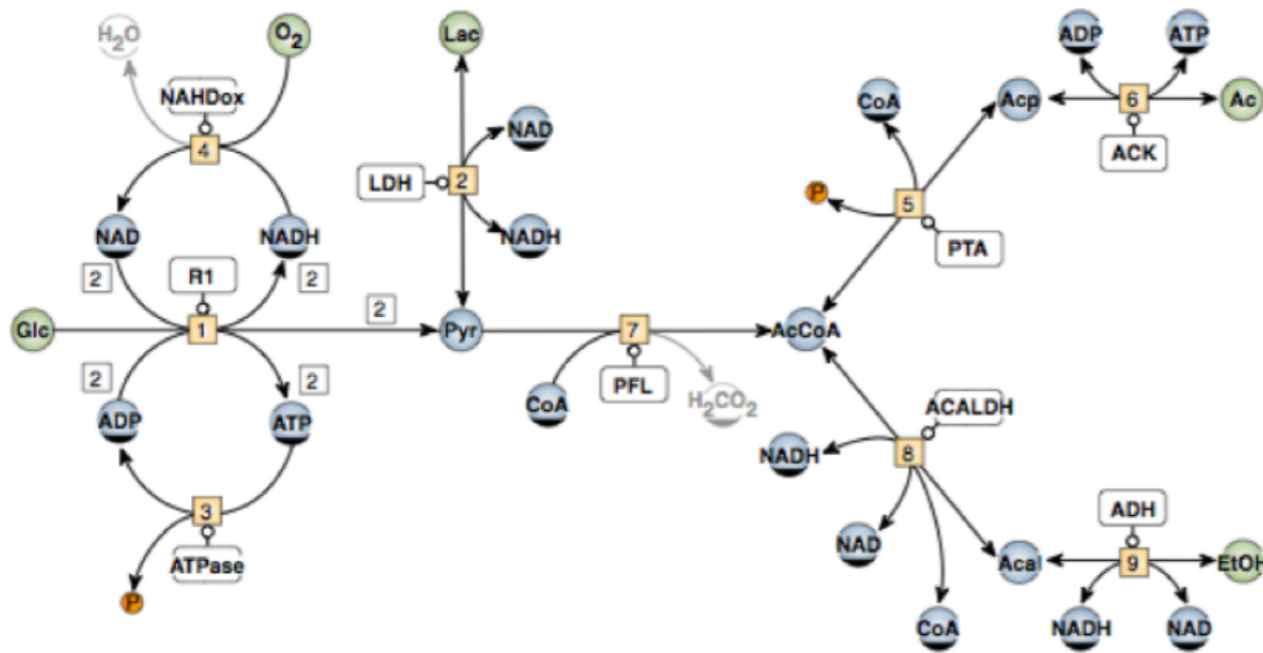 H2O
O2
NAHDox
4
NAD
NADH
2
2
R1
Glc
1
2
Pyr
2
2
ADP
ATP
3
ATPase
P
Lac
NAD
LDH
2
NADH
7
PFL
CoA
H2CO2
AcCoA
CoA
P
5
PTA
Acp
ADP
ATP
6
Ac
ACK
ACALDH
NADH
8
NAD
CoA
Acal
ADH
9
EtOH
NADH
NAD